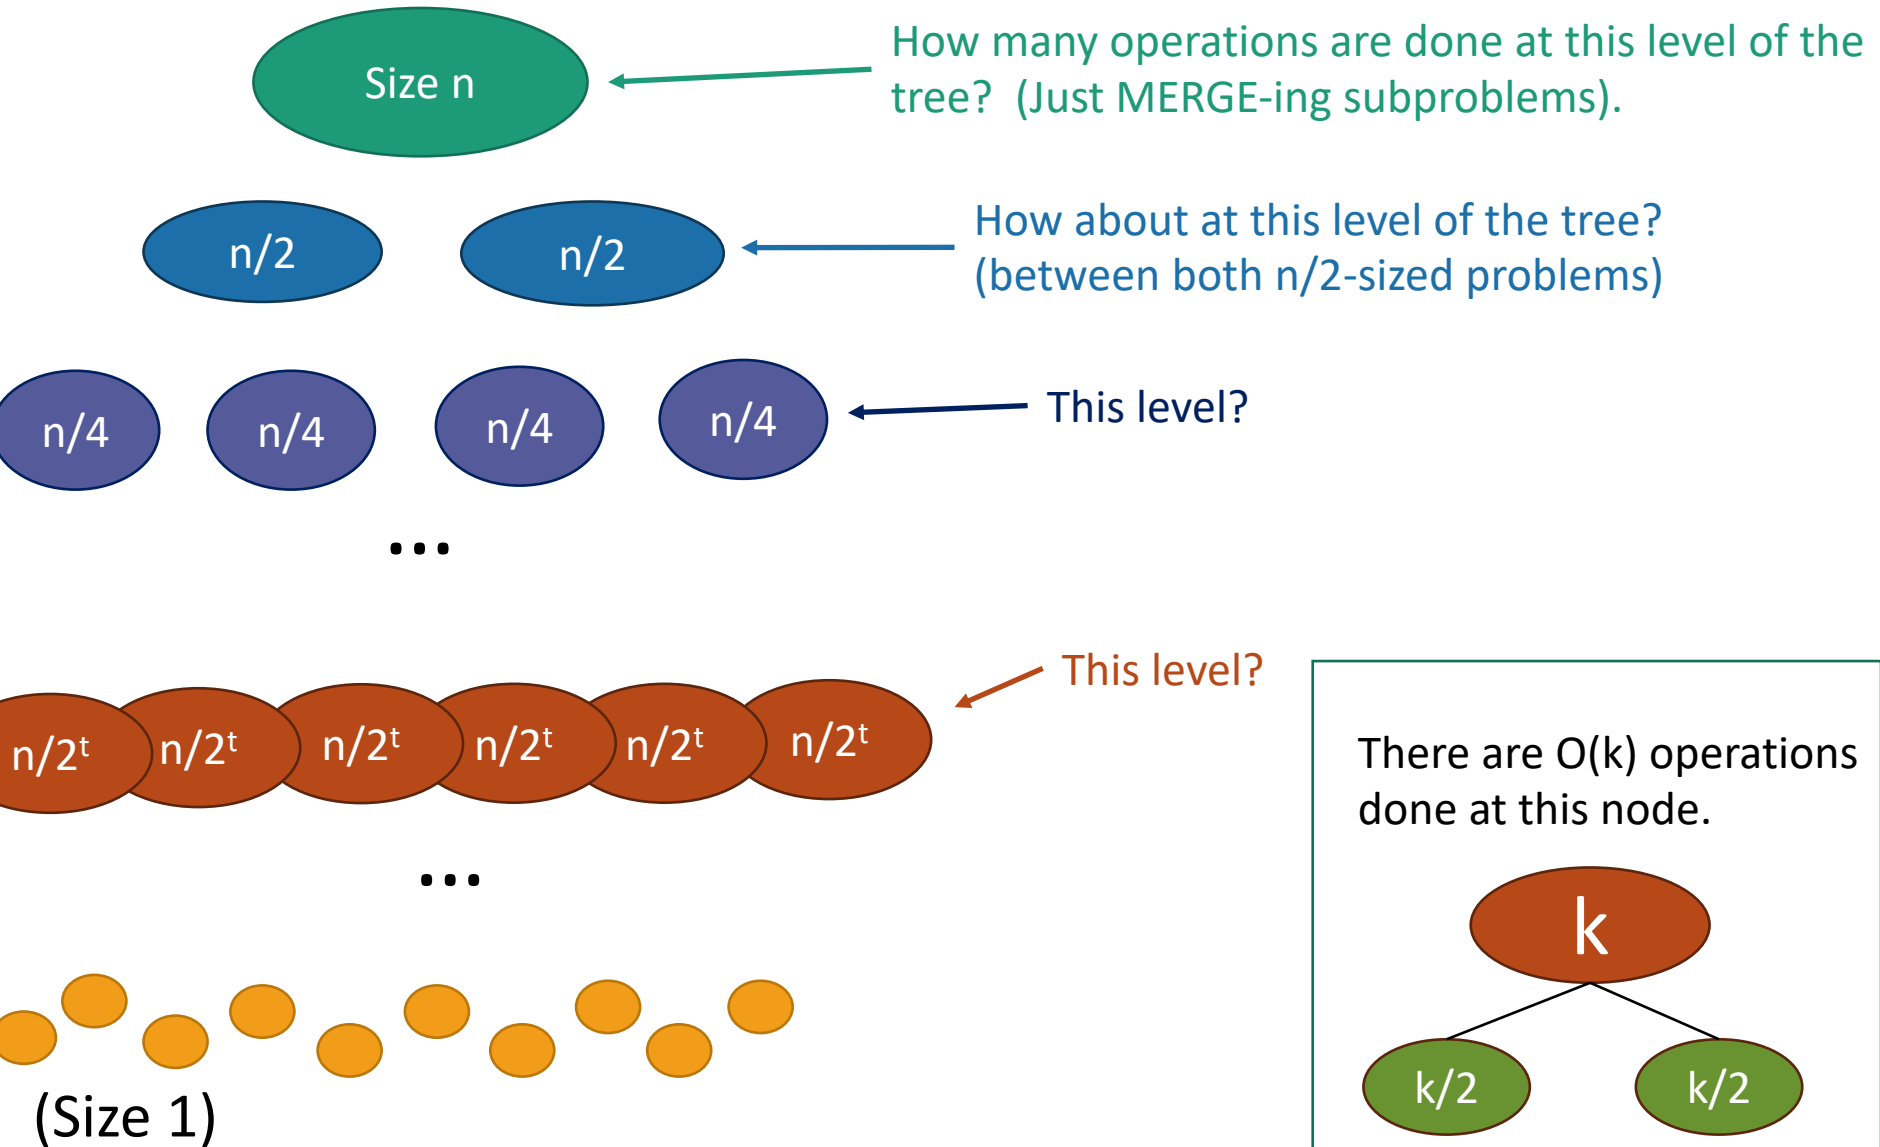 Size n
How many operations are done at this level of the
tree?  (Just MERGE-ing subproblems).
n/2
n/2
How about at this level of the tree?
(between both n/2-sized problems)
n/4
n/4
n/4
n/4
This level?
...
This level?
n/2ᵗ
n/2ᵗ
n/2ᵗ
n/2ᵗ
n/2ᵗ
n/2ᵗ
...
(Size 1)
There are O(k) operations
done at this node.
k
k/2
k/2